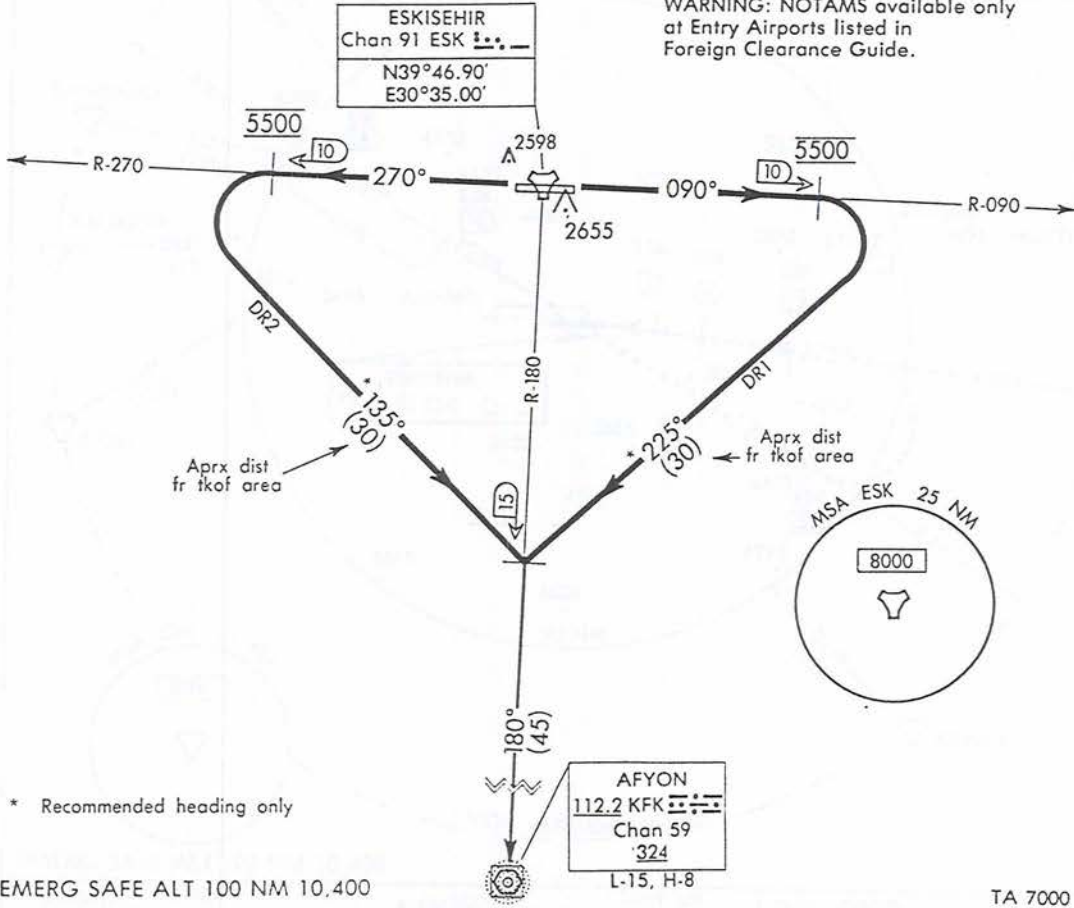 WARNING: NOTAMS available only
at Entry Airports listed in
Foreign Clearance Guide.
ESKISEHIR
Chan 91 ESK
N39°46.90'
E30°35.00'
5500
10
2598
10
5500
R-270
270°
090°
R-090
2655
DR2
R-180
DR1
* 135°
(30)
* 225°
(30)
Aprx dist
fr tkof area
Aprx dist
fr tkof area
15
MSA ESK 25 NM
8000
180°
(45)
* Recommended heading only
AFYON
112.2 KFK
Chan 59
324
L-15, H-8
EMERG SAFE ALT 100 NM 10,400
TA 7000